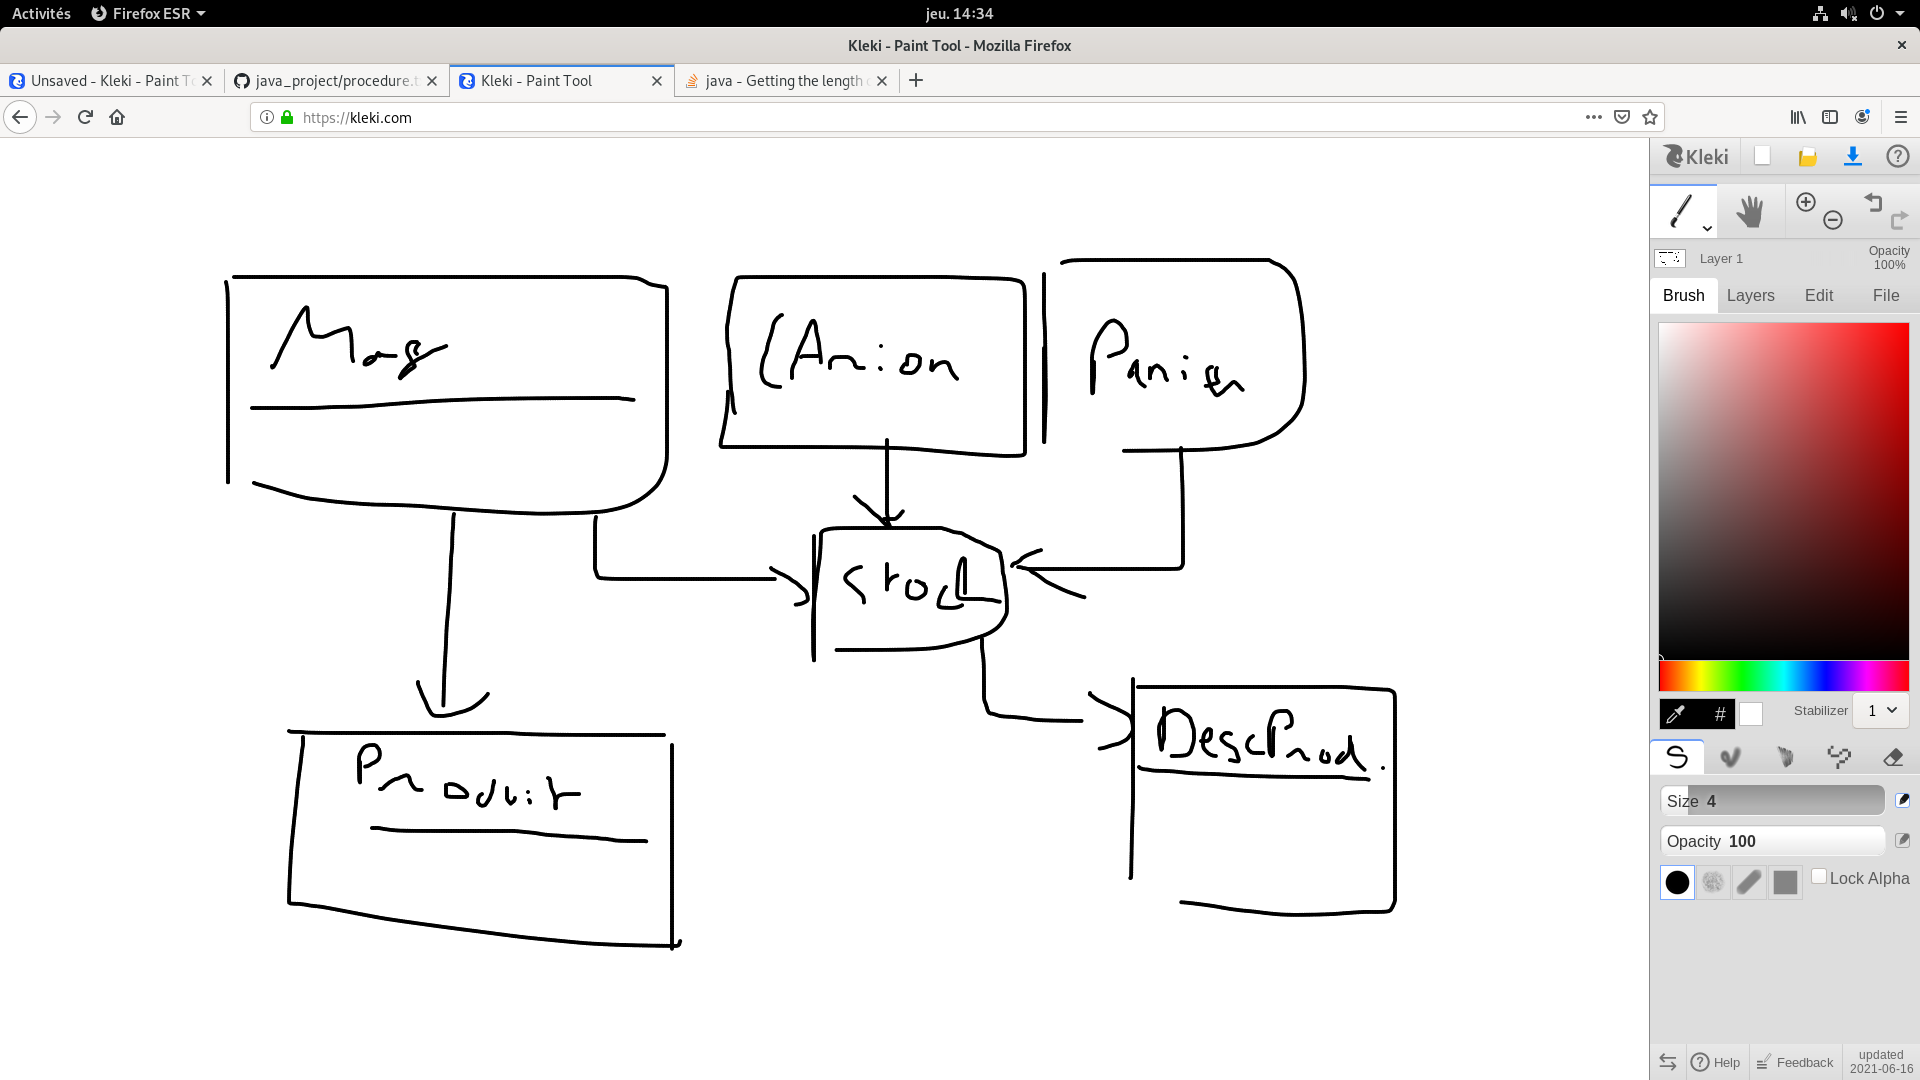 Activités
Firefox ESR
jeu. 14:34
Kleki - Paint Tool - Mozilla Firefox
Unsaved - Kleki - Paint To
java_project/procedure.t
Kleki - Paint Tool
java - Getting the length o
https://kleki.com
Kleki
Layer 1
Opacity
100%
Brush
Layers
Edit
File
Mag
Panier
Stock
Produit
DescProd.
#
Stabilizer
1
Size 4
Opacity 100
Lock Alpha
Help
Feedback
updated
2021-06-16